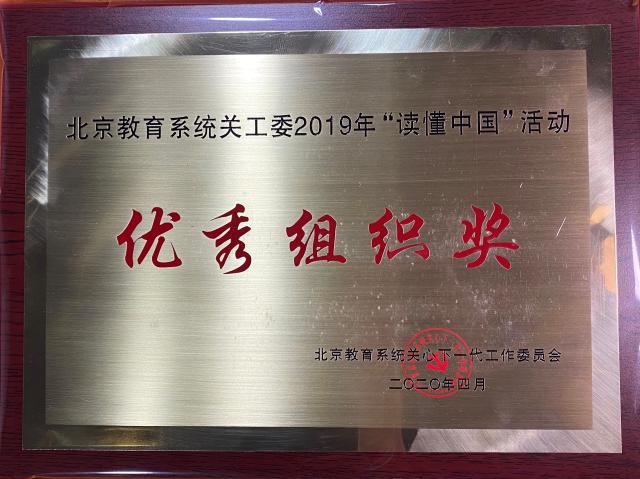 北京教育系统关工委2019年“读懂中国”活动
优秀组织奖
北京教育系统关心下一代工作委员会
二〇二〇年四月